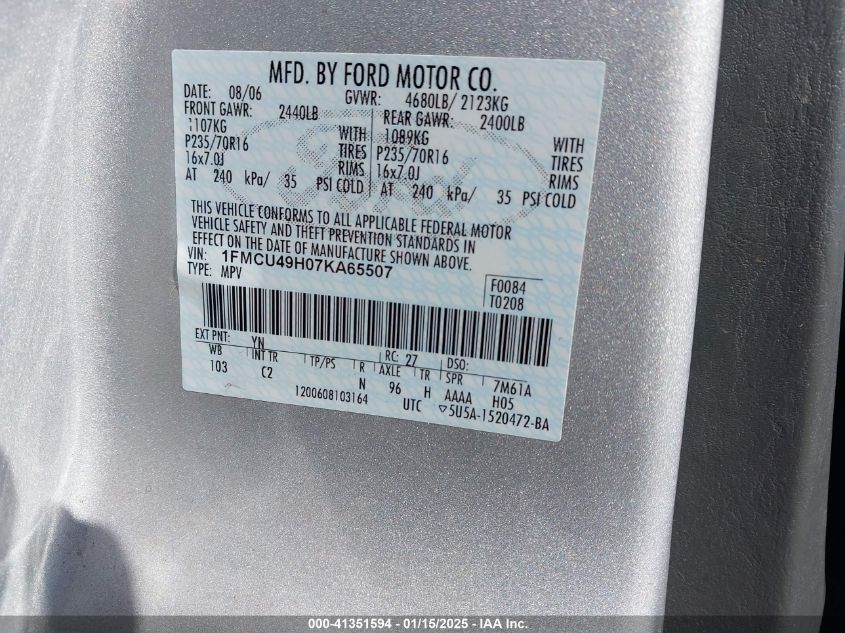 MFD. BY FORD MOTOR CO.
DATE: 08/06 GVWR: 4680LB/ 2123KG
FRONT GAWR: 2440LB REAR GAWR: 2400LB
1107KG WITH 1089KG WITH
P235/70R16 TIRES P235/70R16 TIRES
16x7.0J RIMS 16x7.0J RIMS
AT 240 kPa/ 35 PSI COLD AT 240 kPa/ 35 PSI COLD
THIS VEHICLE CONFORMS TO ALL APPLICABLE FEDERAL MOTOR
VEHICLE SAFETY AND THEFT PREVENTION STANDARDS IN
EFFECT ON THE DATE OF MANUFACTURE SHOWN ABOVE.
VIN: 1FMCU49H07KA65507
TYPE: MPV
F0084
T0208
EXT PNT: YN RC: 27 DSO:
WB INT TR TP/PS R AXLE TR SPR 7M61A
103 C2 N 96 H AAAA H05
1200608103164 UTC ▽5U5A-1520472-BA
Ford
000-41351594 - 01/15/2025 - IAA Inc.